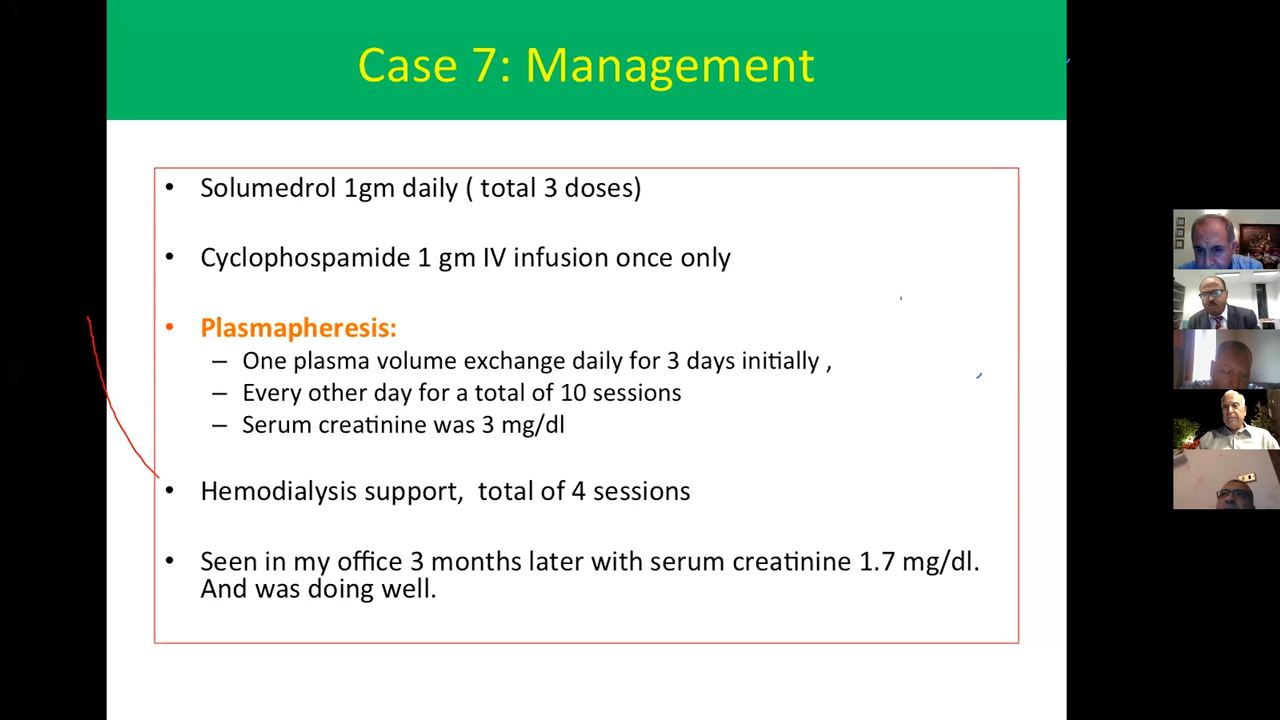 Case 7: Management
• Solumedrol 1gm daily ( total 3 doses)
• Cyclophospamide 1 gm IV infusion once only
• Plasmapheresis:
– One plasma volume exchange daily for 3 days initially ,
– Every other day for a total of 10 sessions
– Serum creatinine was 3 mg/dl
• Hemodialysis support, total of 4 sessions
• Seen in my office 3 months later with serum creatinine 1.7 mg/dl.
And was doing well.